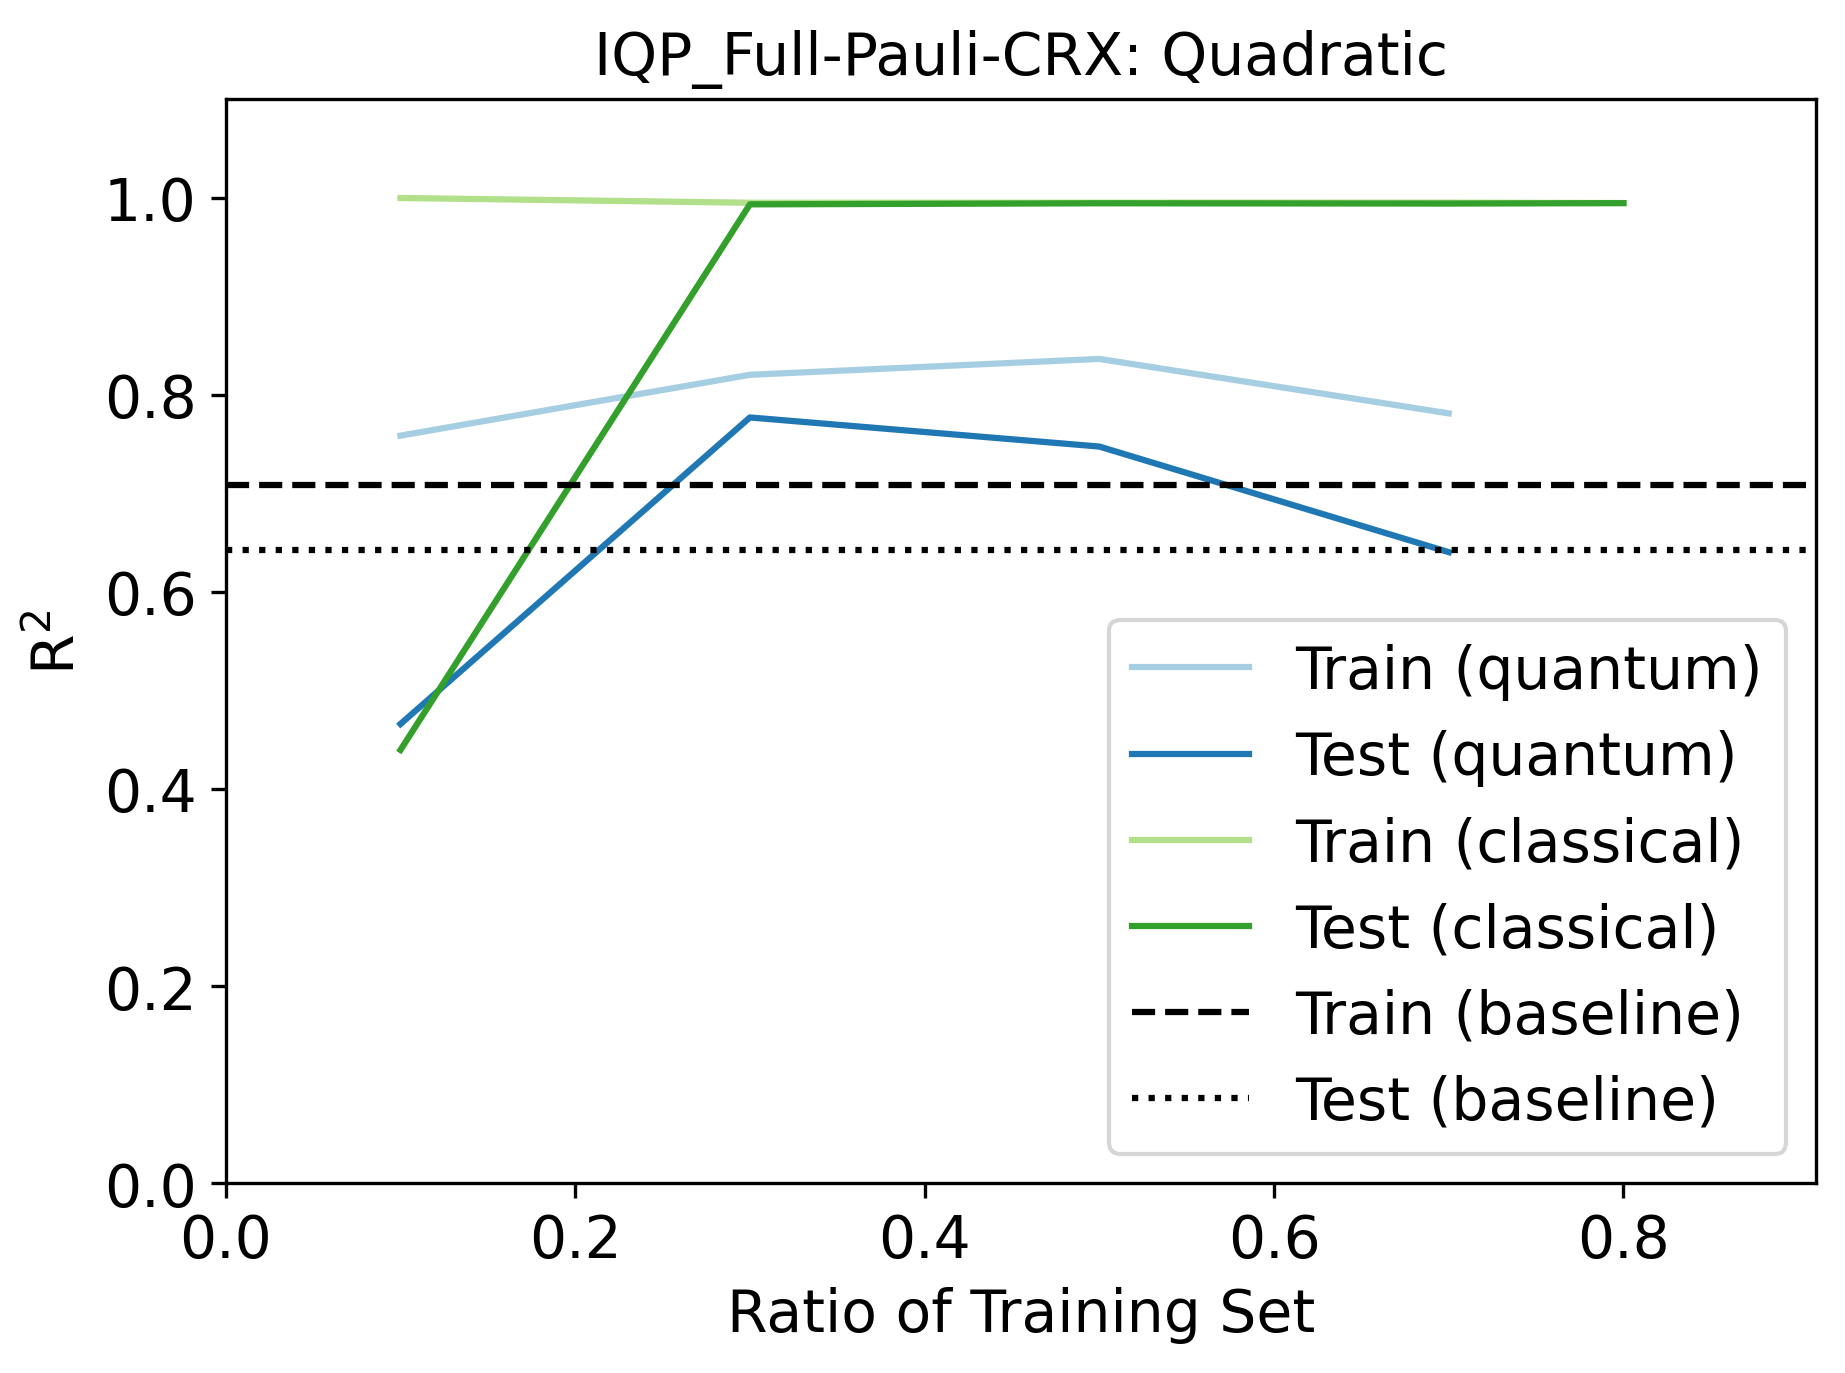 IQP_Full-Pauli-CRX: Quadratic
R²
1.0
0.8
0.6
0.4
0.2
0.0
0.0 0.2 0.4 0.6 0.8
Ratio of Training Set
Train (quantum)
Test (quantum)
Train (classical)
Test (classical)
Train (baseline)
Test (baseline)